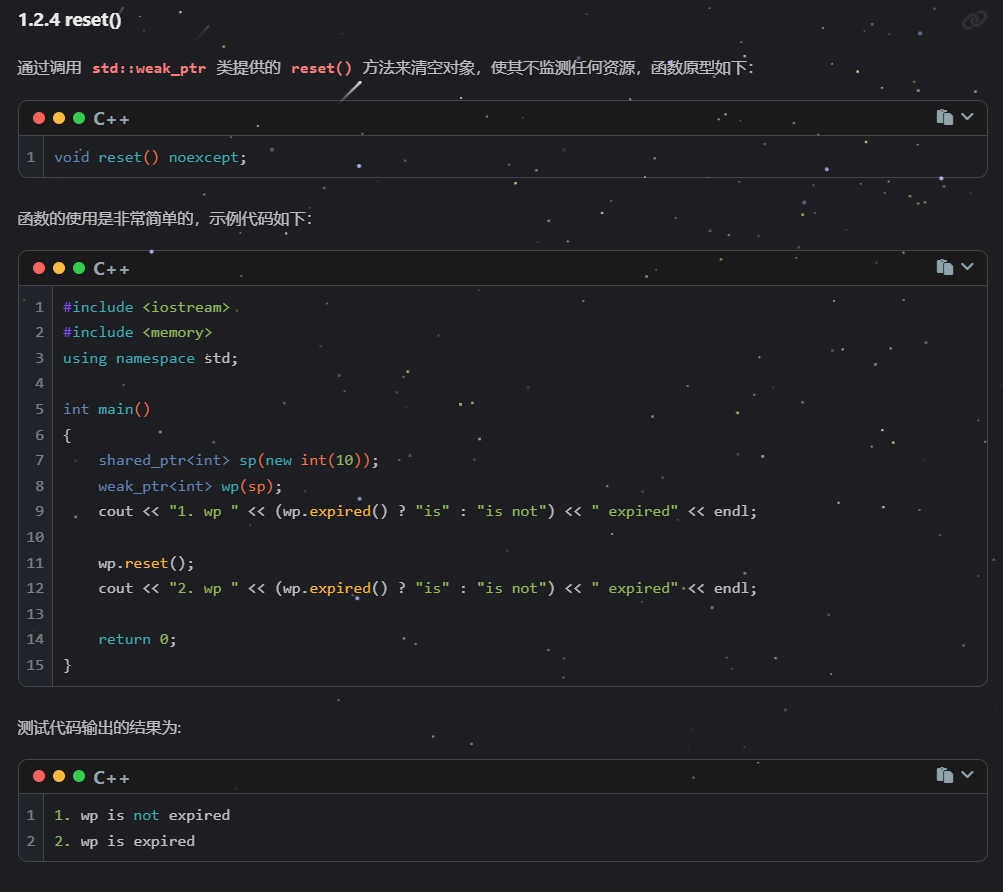 1.2.4 reset()
通过调用 std::weak_ptr 类提供的 reset() 方法来清空对象，使其不监测任何资源，函数原型如下：
C++
1 void reset() noexcept;
函数的使用是非常简单的，示例代码如下：
C++
1 #include <iostream>
2 #include <memory>
3 using namespace std;
4
5 int main()
6 {
7     shared_ptr<int> sp(new int(10));
8     weak_ptr<int> wp(sp);
9     cout << "1. wp " << (wp.expired() ? "is" : "is not") << " expired" << endl;
10
11     wp.reset();
12     cout << "2. wp " << (wp.expired() ? "is" : "is not") << " expired" << endl;
13
14     return 0;
15 }
测试代码输出的结果为:
C++
1 1. wp is not expired
2 2. wp is expired